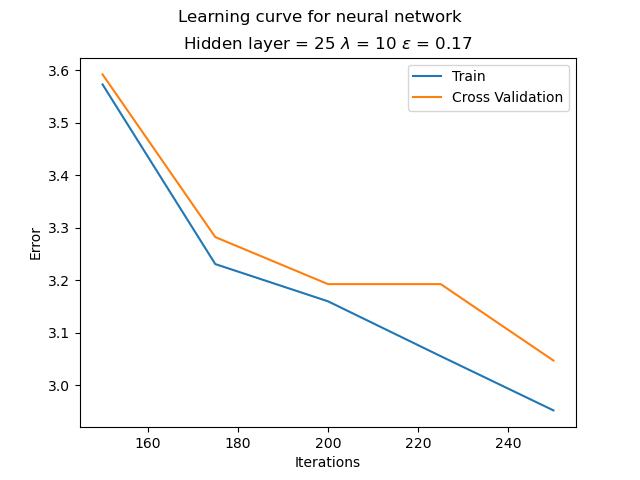 Learning curve for neural network
Hidden layer = 25 λ = 10 ε = 0.17
Train
Cross Validation
3.6
3.5
3.4
3.3
3.2
3.1
3.0
Error
160 180 200 220 240
Iterations